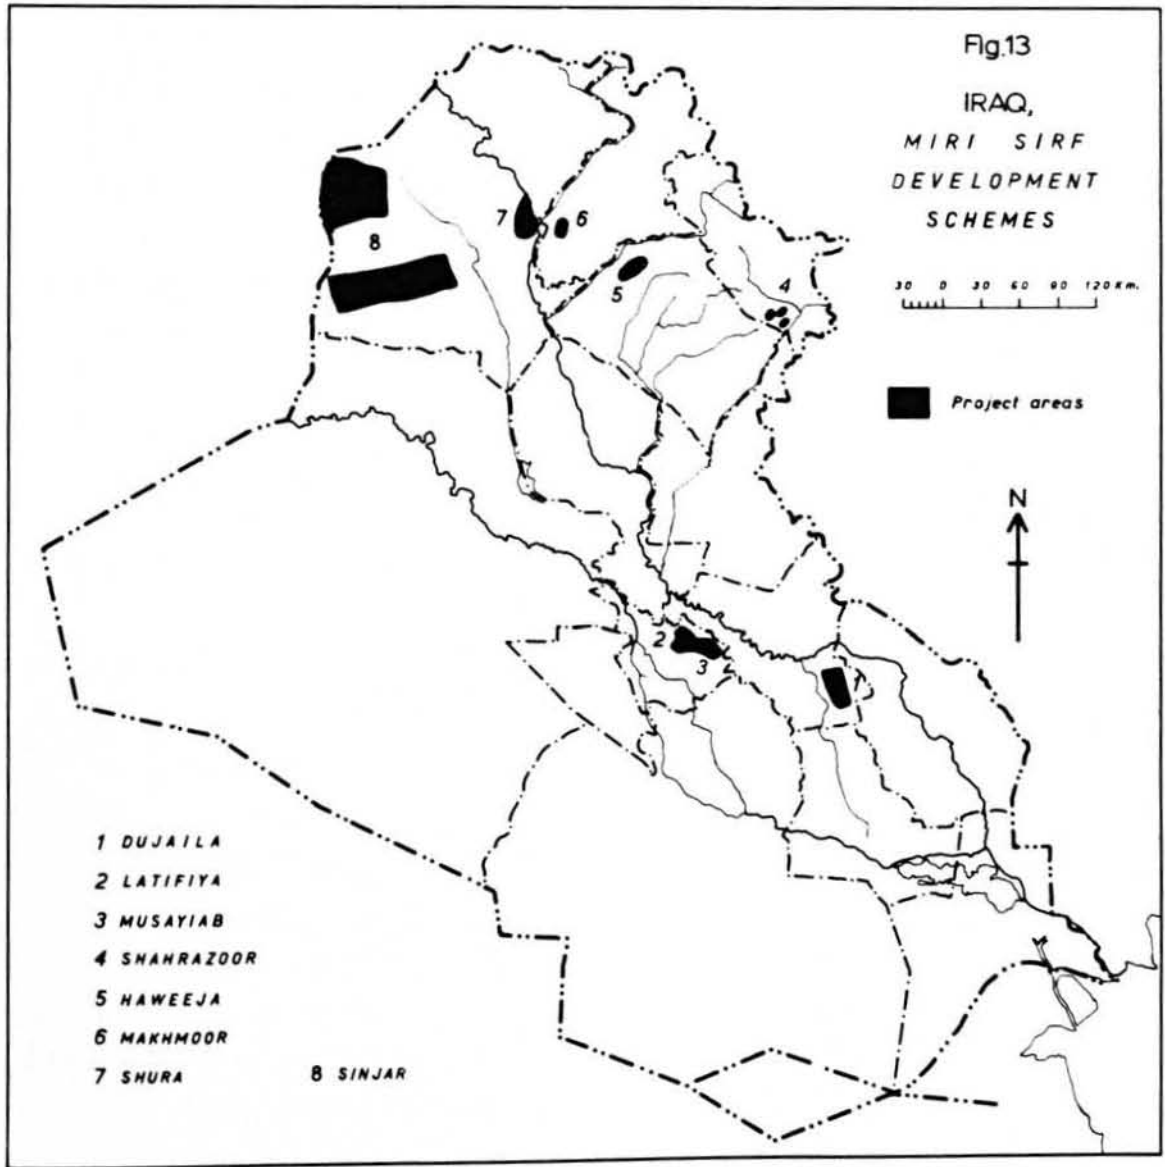 Fig.13
IRAQ,
MIRI SIRF
DEVELOPMENT
SCHEMES
30 0 30 60 90 120 Km.
Project areas
N
7
6
8
5
4
2
3
1
1 DUJAILA
2 LATIFIYA
3 MUSAYIAB
4 SHAHRAZOOR
5 HAWEEJA
6 MAKHMOOR
7 SHURA
8 SINJAR